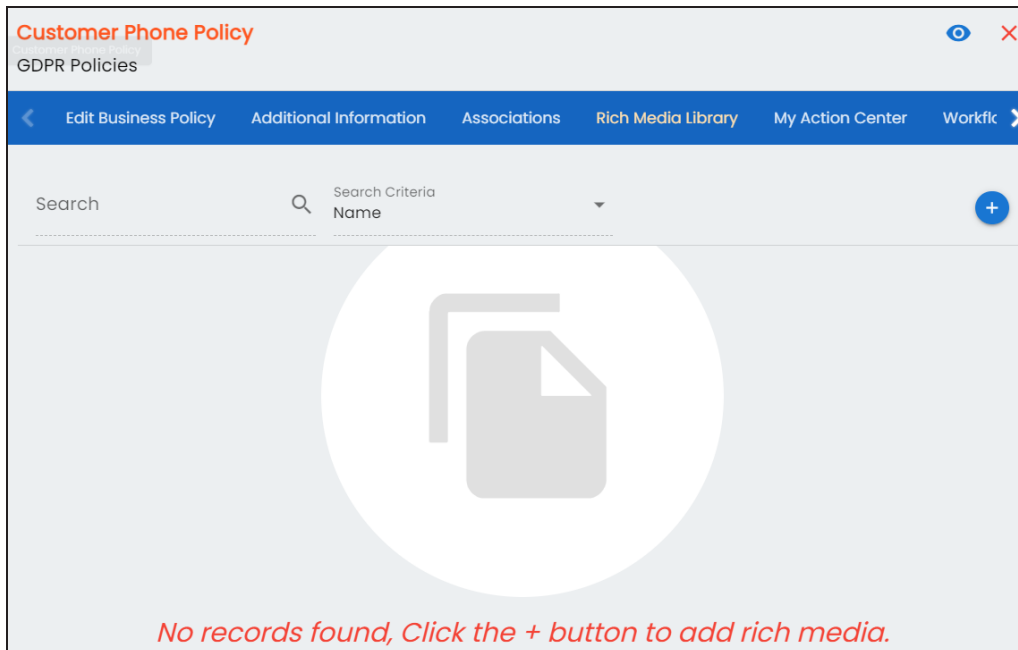 Customer Phone Policy
Customer Phone Policy
GDPR Policies
Edit Business Policy Additional Information Associations Rich Media Library My Action Center Workflc
Search
Search Criteria
Name
No records found, Click the + button to add rich media.